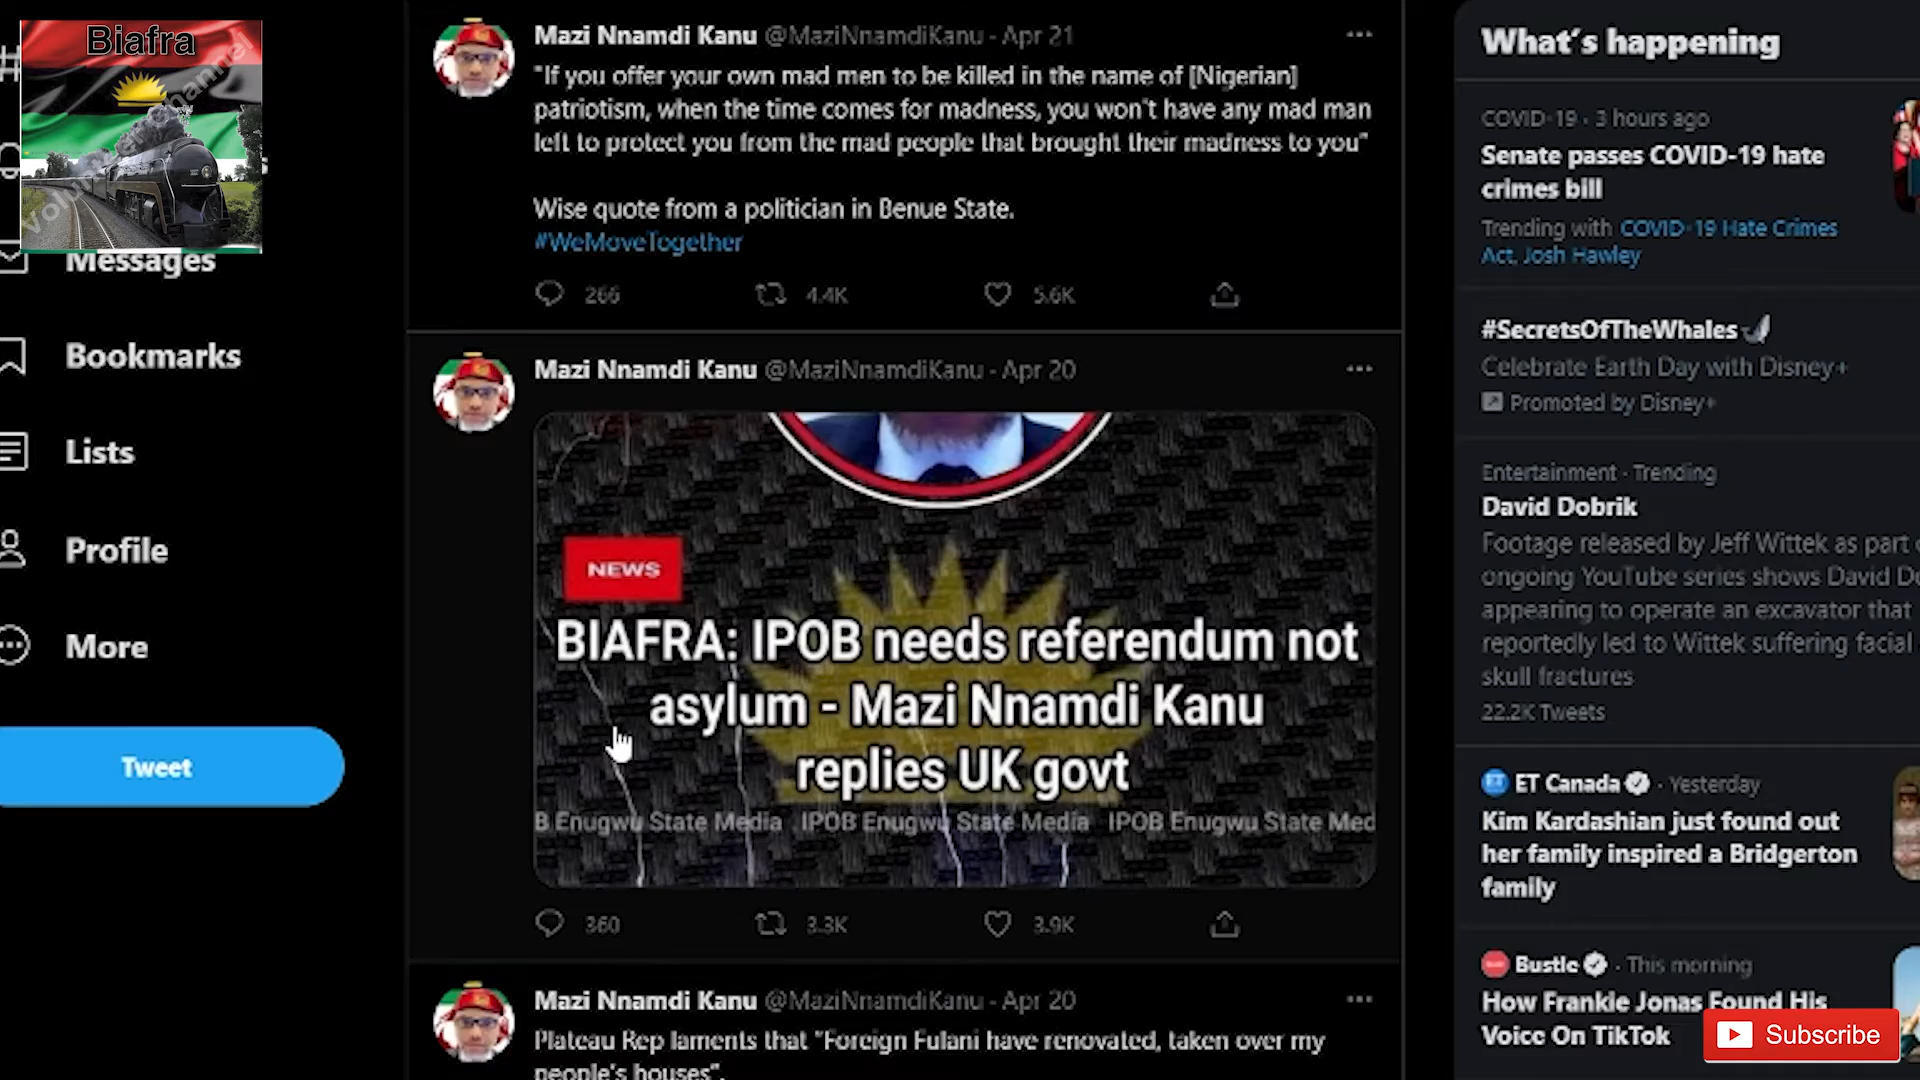 Biafra
Volunteer Channel
Messages
Bookmarks
Lists
Profile
More
Tweet
Mazi Nnamdi Kanu @MaziNnamdiKanu - Apr 21
"If you offer your own mad men to be killed in the name of [Nigerian]
patriotism, when the time comes for madness, you won't have any mad man
left to protect you from the mad people that brought their madness to you"
Wise quote from a politician in Benue State.
#WeMoveTogether
266 4.4K 5.6K
Mazi Nnamdi Kanu @MaziNnamdiKanu - Apr 20
NEWS
BIAFRA: IPOB needs referendum not
asylum - Mazi Nnamdi Kanu
replies UK govt
B Enugwu State Media IPOB Enugwu State Media IPOB Enugwu State Med
360 3.3K 3.9K
Mazi Nnamdi Kanu @MaziNnamdiKanu - Apr 20
Plateau Rep laments that "Foreign Fulani have renovated, taken over my
people's houses".
What's happening
COVID-19 · 3 hours ago
Senate passes COVID-19 hate
crimes bill
Trending with COVID-19 Hate Crimes
Act, Josh Hawley
#SecretsOfTheWhales
Celebrate Earth Day with Disney+
Promoted by Disney+
Entertainment · Trending
David Dobrik
Footage released by Jeff Wittek as part
ongoing YouTube series shows David Do
appearing to operate an excavator that
reportedly led to Wittek suffering facial
skull fractures
22.2K Tweets
ET Canada · Yesterday
Kim Kardashian just found out
her family inspired a Bridgerton
family
Bustle · This morning
How Frankie Jonas Found His
Voice On TikTok
Subscribe